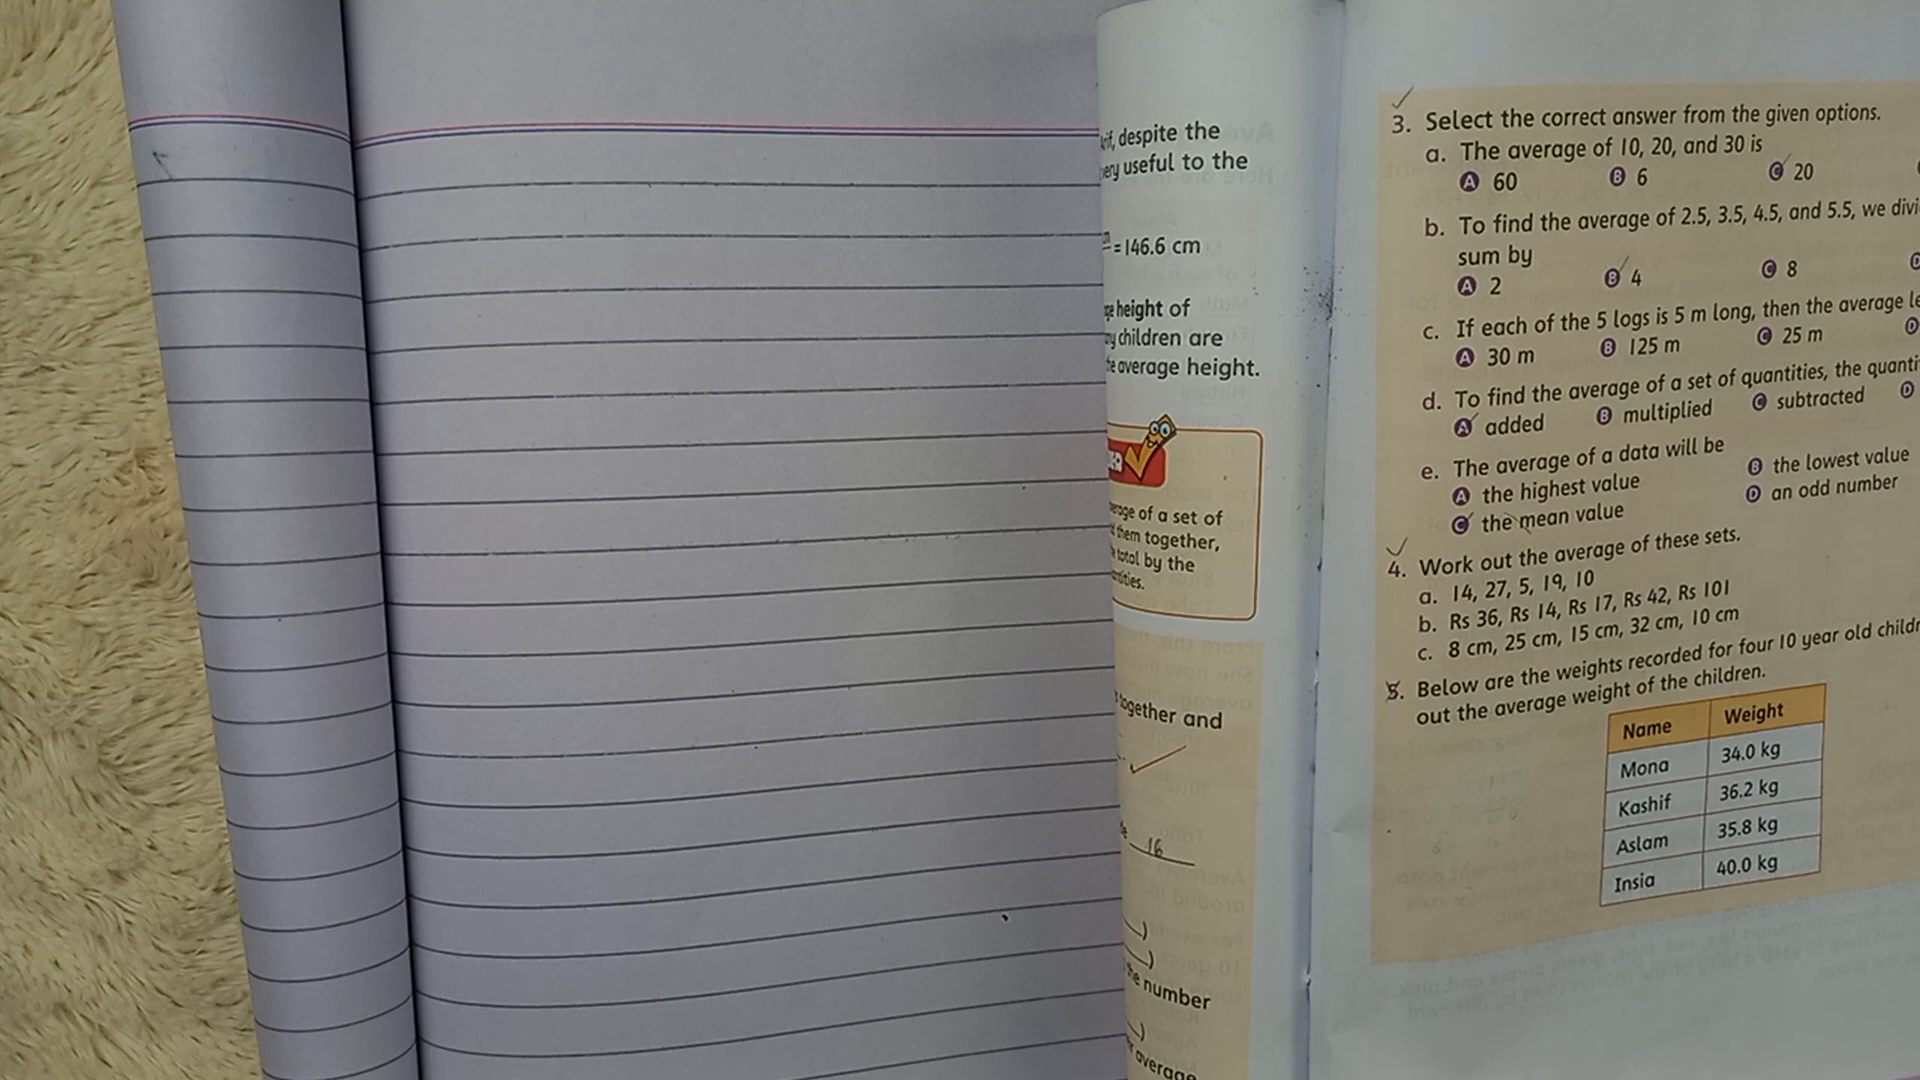 despite the
useful to the
= 146.6 cm
height of
children are
average height.
of a set of
them together,
total by the
together and
16
the number
average
3. Select the correct answer from the given options.
a. The average of 10, 20, and 30 is
A 60 B 6 C 20
b. To find the average of 2.5, 3.5, 4.5, and 5.5, we
sum by
A 2 B 4 C 8
c. If each of the 5 logs is 5 m long, then the average
A 30 m B 125 m C 25 m D
d. To find the average of a set of quantities, the
A added B multiplied C subtracted D
e. The average of a data will be
A the highest value B the lowest value
C the mean value D an odd number
4. Work out the average of these sets.
a. 14, 27, 5, 19, 10
b. Rs 36, Rs 14, Rs 17, Rs 42, Rs 101
c. 8 cm, 25 cm, 15 cm, 32 cm, 10 cm
5. Below are the weights recorded for four 10 year old
out the average weight of the children.
Name Weight
Mona 34.0 kg
Kashif 36.2 kg
Aslam 35.8 kg
Insia 40.0 kg